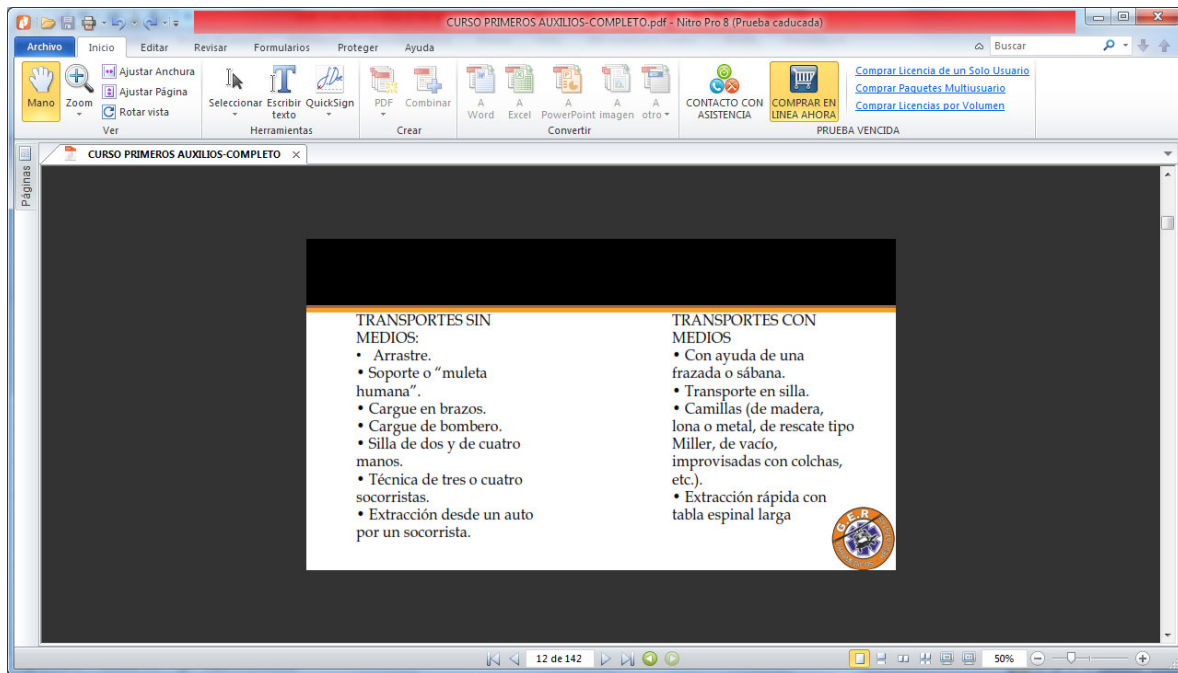 CURSO PRIMEROS AUXILIOS-COMPLETO.pdf - Nitro Pro 8 (Prueba caducada)
Archivo Inicio Editar Revisar Formularios Proteger Ayuda Buscar
Mano
Zoom
Ajustar Anchura
Ajustar Página
Rotar vista
Ver
Seleccionar
Escribir texto
QuickSign
Herramientas
PDF
Combinar
Crear
A Word
A Excel
A PowerPoint
A imagen
A otro
Convertir
CONTACTO CON ASISTENCIA
COMPRAR EN LINEA AHORA
Comprar Licencia de un Solo Usuario
Comprar Paquetes Multiusuario
Comprar Licencias por Volumen
PRUEBA VENCIDA
CURSO PRIMEROS AUXILIOS-COMPLETO
Páginas
TRANSPORTES SIN
MEDIOS:
• Arrastre.
• Soporte o “muleta
humana”.
• Cargue en brazos.
• Cargue de bombero.
• Silla de dos y de cuatro
manos.
• Técnica de tres o cuatro
socorristas.
• Extracción desde un auto
por un socorrista.
TRANSPORTES CON
MEDIOS
• Con ayuda de una
frazada o sábana.
• Transporte en silla.
• Camillas (de madera,
lona o metal, de rescate tipo
Miller, de vacío,
improvisadas con colchas,
etc.).
• Extracción rápida con
tabla espinal larga
G.E.R
12 de 142
50%